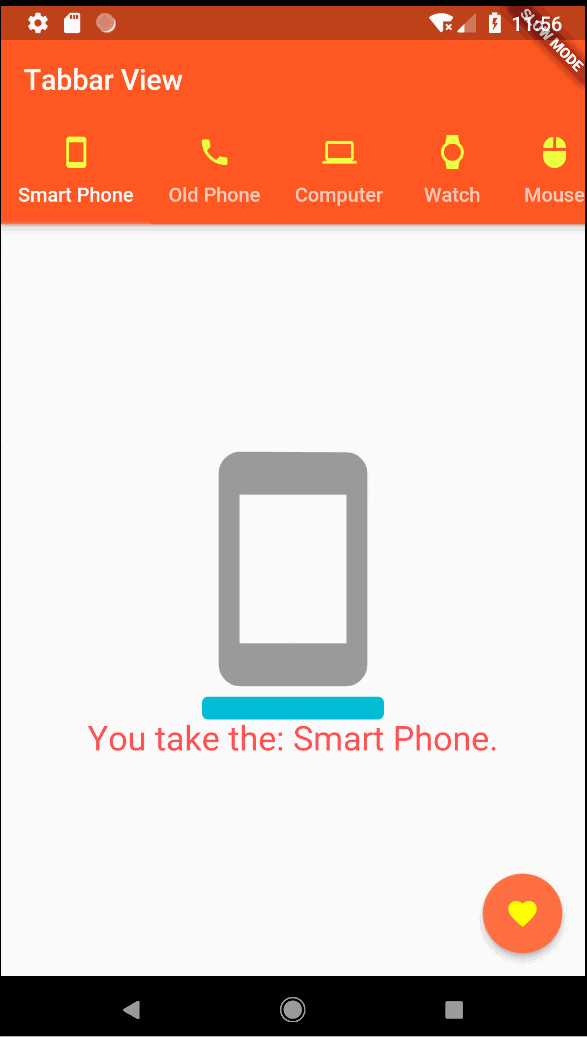 11:56
SLOW MODE
Tabbar View
Smart Phone Old Phone Computer Watch Mouse
You take the: Smart Phone.